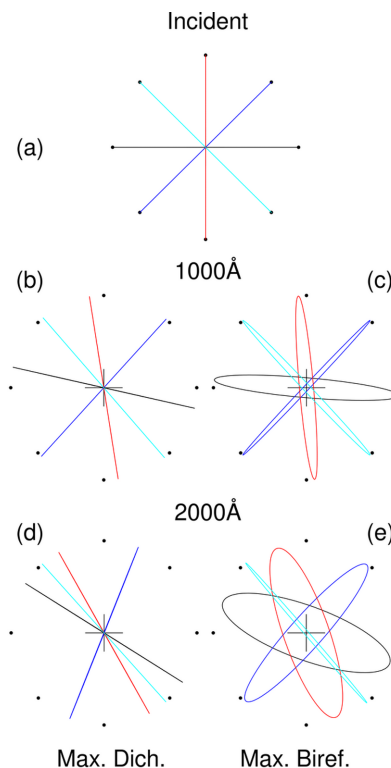 Incident
(a)
1000Å
(b)
(c)
2000Å
(d)
(e)
Max. Dich.
Max. Biref.